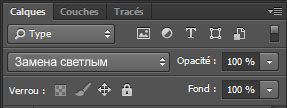 Calques Couches Tracés
Type
Замена светлым Opacité : 100 %
Verrou : Fond : 100 %